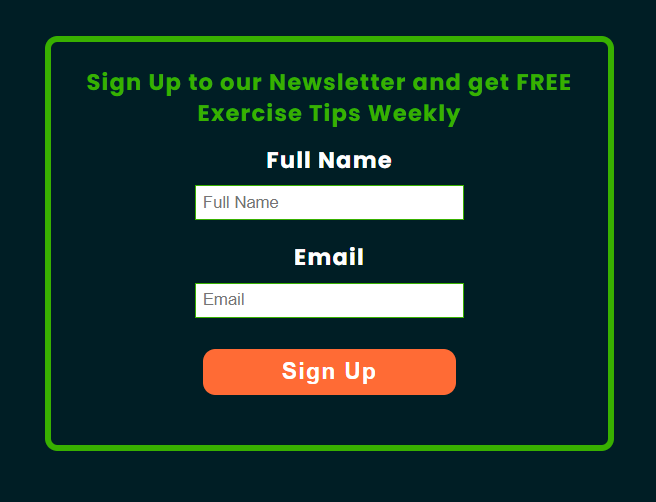 Sign Up to our Newsletter and get FREE
Exercise Tips Weekly
Full Name
Full Name
Email
Email
Sign Up